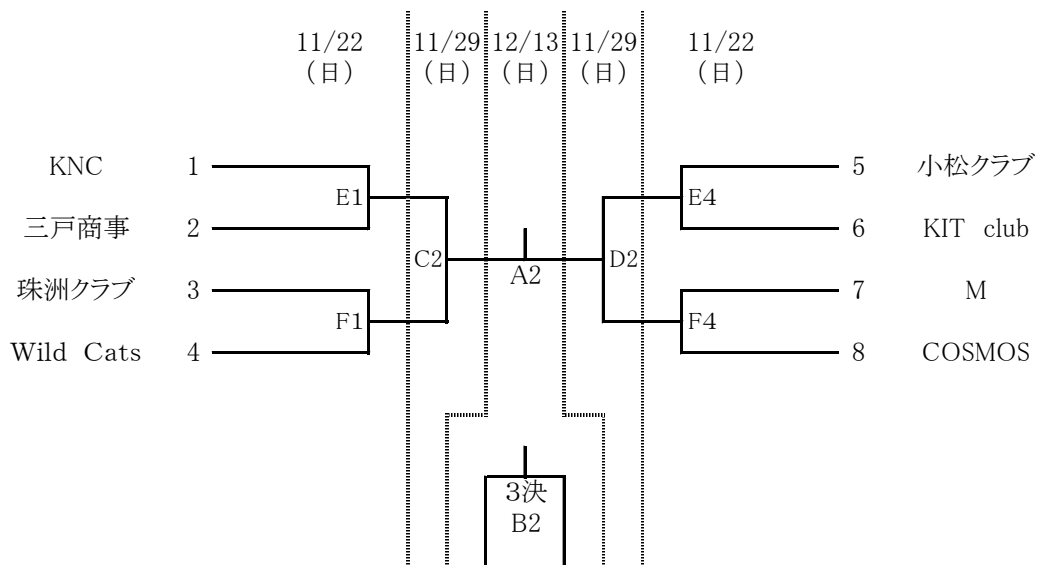 11/22 11/29 12/13 11/29 11/22
(日) (日) (日) (日) (日)
KNC 1 5 小松クラブ
E1 E4
三戸商事 2 6 KIT club
C2 A2 D2
珠洲クラブ 3 7 M
F1 F4
Wild Cats 4 8 COSMOS
3決
B2